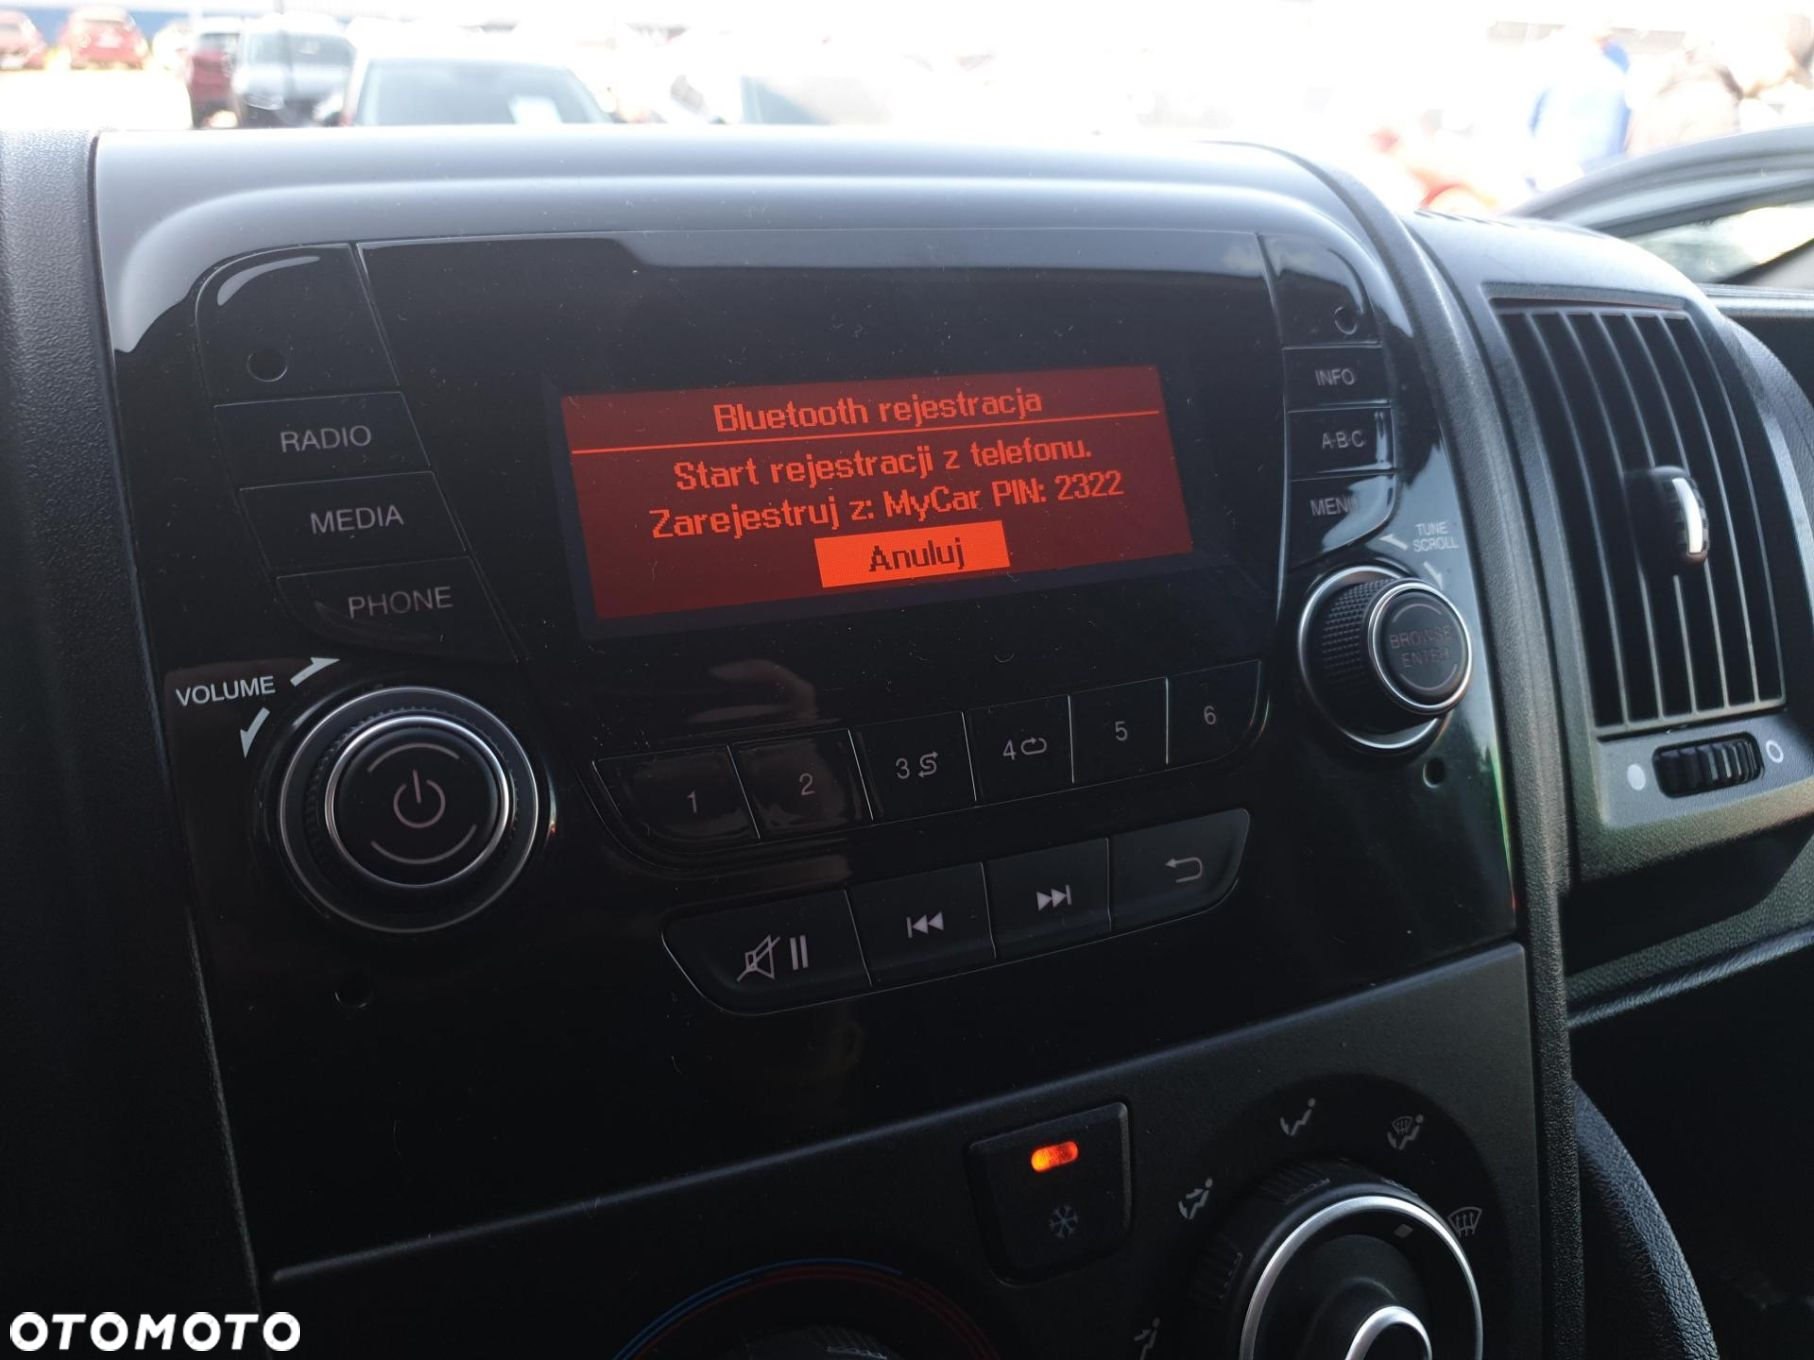 Bluetooth rejestracja
Start rejestracji z telefonu.
Zarejestruj z: MyCar PIN: 2322
Anuluj
RADIO
MEDIA
PHONE
VOLUME
INFO
A·B·C
MENU
TUNE
SCROLL
BROWSE
ENTER
1
2
3
4
5
6
OTOMOTO